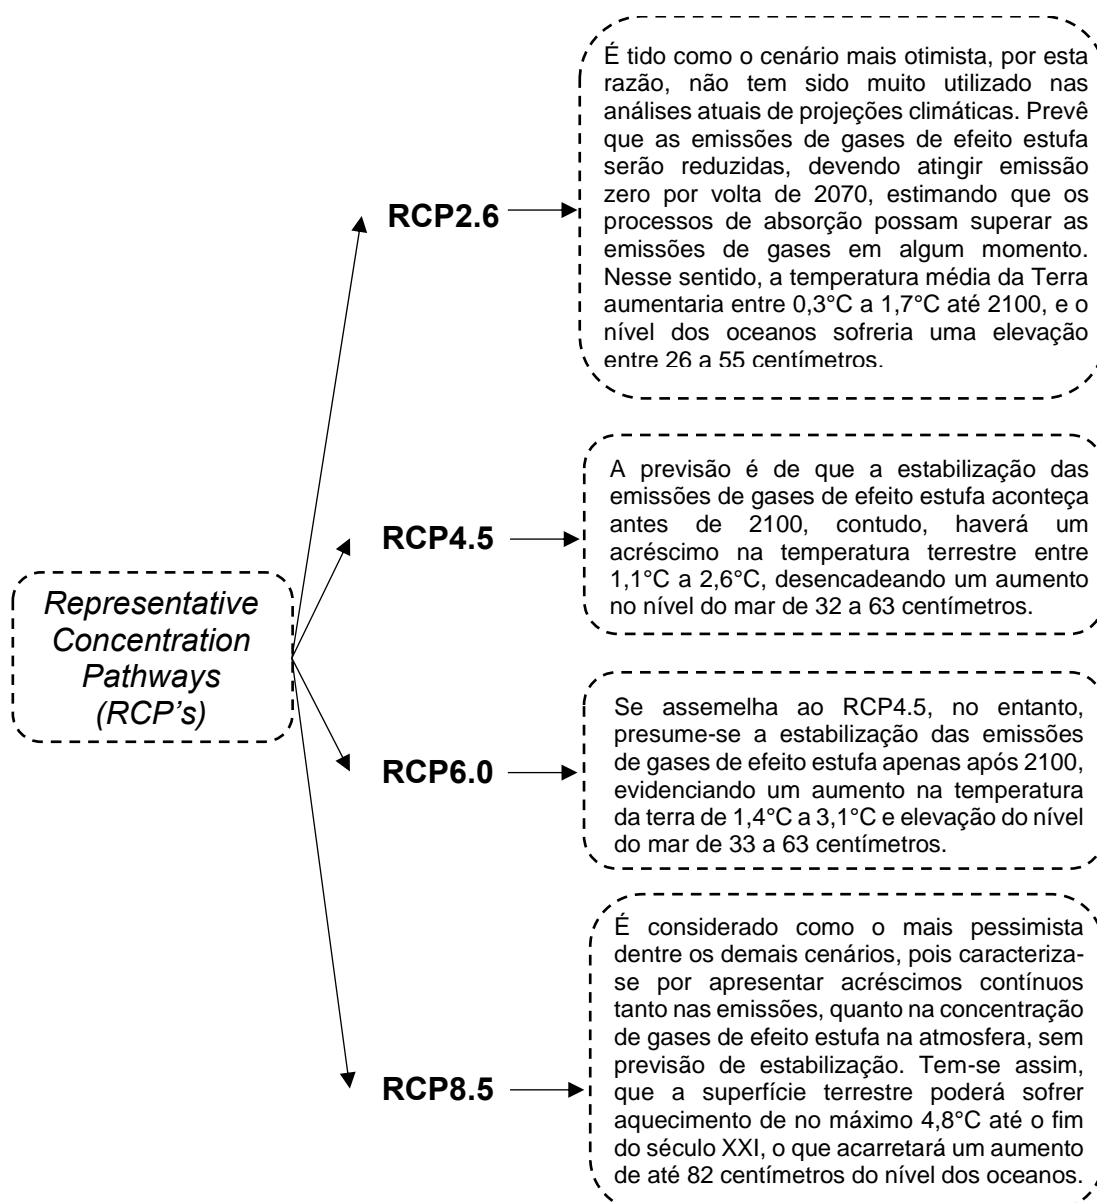 Representative
Concentration
Pathways
(RCP's)
RCP2.6
É tido como o cenário mais otimista, por esta
razão, não tem sido muito utilizado nas
análises atuais de projeções climáticas. Prevê
que as emissões de gases de efeito estufa
serão reduzidas, devendo atingir emissão
zero por volta de 2070, estimando que os
processos de absorção possam superar as
emissões de gases em algum momento.
Nesse sentido, a temperatura média da Terra
aumentaria entre 0,3°C a 1,7°C até 2100, e o
nível dos oceanos sofreria uma elevação
entre 26 a 55 centímetros.
RCP4.5
A previsão é de que a estabilização das
emissões de gases de efeito estufa aconteça
antes de 2100, contudo, haverá um
acréscimo na temperatura terrestre entre
1,1°C a 2,6°C, desencadeando um aumento
no nível do mar de 32 a 63 centímetros.
RCP6.0
Se assemelha ao RCP4.5, no entanto,
presume-se a estabilização das emissões
de gases de efeito estufa apenas após 2100,
evidenciando um aumento na temperatura
da terra de 1,4°C a 3,1°C e elevação do nível
do mar de 33 a 63 centímetros.
RCP8.5
É considerado como o mais pessimista
dentre os demais cenários, pois caracteriza-
se por apresentar acréscimos contínuos
tanto nas emissões, quanto na concentração
de gases de efeito estufa na atmosfera, sem
previsão de estabilização. Tem-se assim,
que a superfície terrestre poderá sofrer
aquecimento de no máximo 4,8°C até o fim
do século XXI, o que acarretará um aumento
de até 82 centímetros do nível dos oceanos.